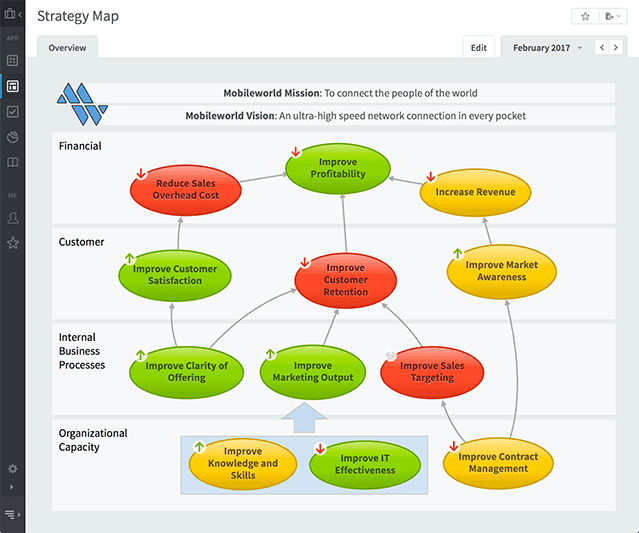 Strategy Map
APP
ME
Overview
Edit
February 2017
Mobileworld Mission: To connect the people of the world
Mobileworld Vision: An ultra-high speed network connection in every pocket
Financial
Reduce Sales
Overhead Cost
Improve
Profitability
Increase Revenue
Customer
Improve Customer
Satisfaction
Improve
Customer
Retention
Improve Market
Awareness
Internal
Business
Processes
Improve Clarity of
Offering
Improve
Marketing Output
Improve Sales
Targeting
Organizational
Capacity
Improve
Knowledge and
Skills
Improve IT
Effectiveness
Improve Contract
Management